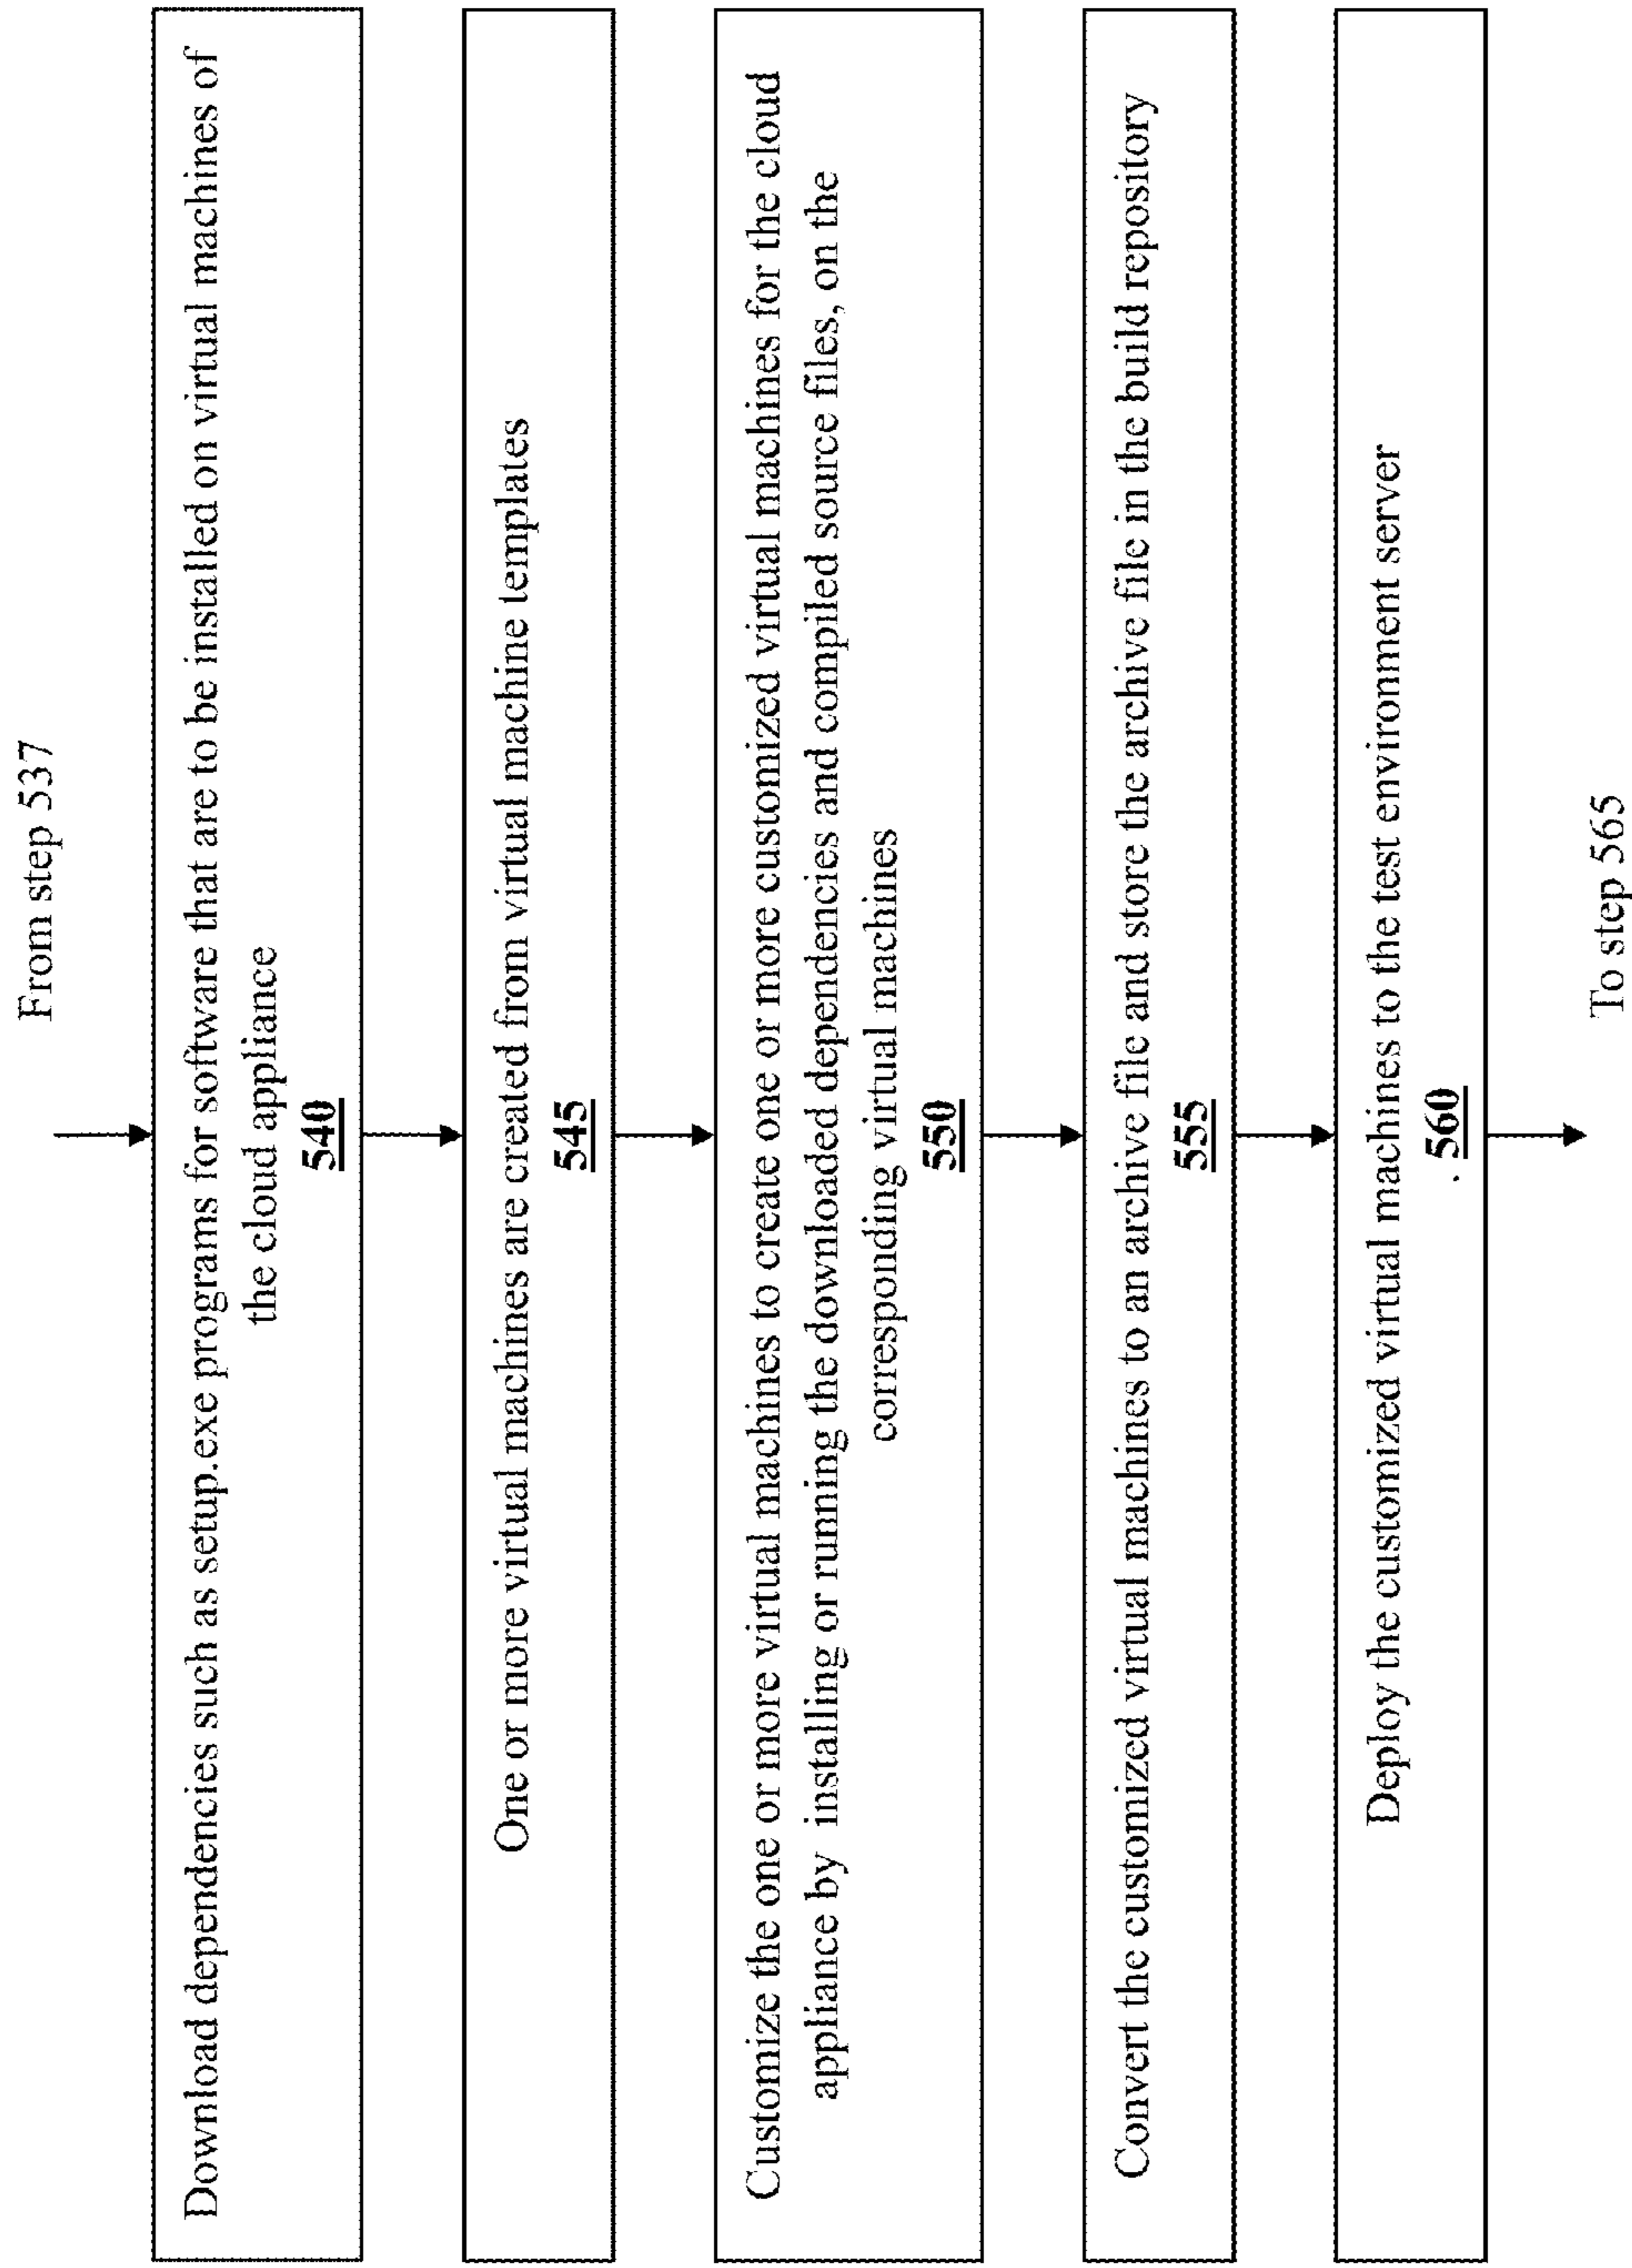 From step 537
Download dependencies such as setup.exe programs for software that are to be installed on virtual machines of
the cloud appliance
540
One or more virtual machines are created from virtual machine templates
545
Customize the one or more virtual machines to create one or more customized virtual machines for the cloud
appliance by installing or running the downloaded dependencies and compiled source files, on the
corresponding virtual machines
550
Convert the customized virtual machines to an archive file and store the archive file in the build repository
555
Deploy the customized virtual machines to the test environment server
560
To step 565